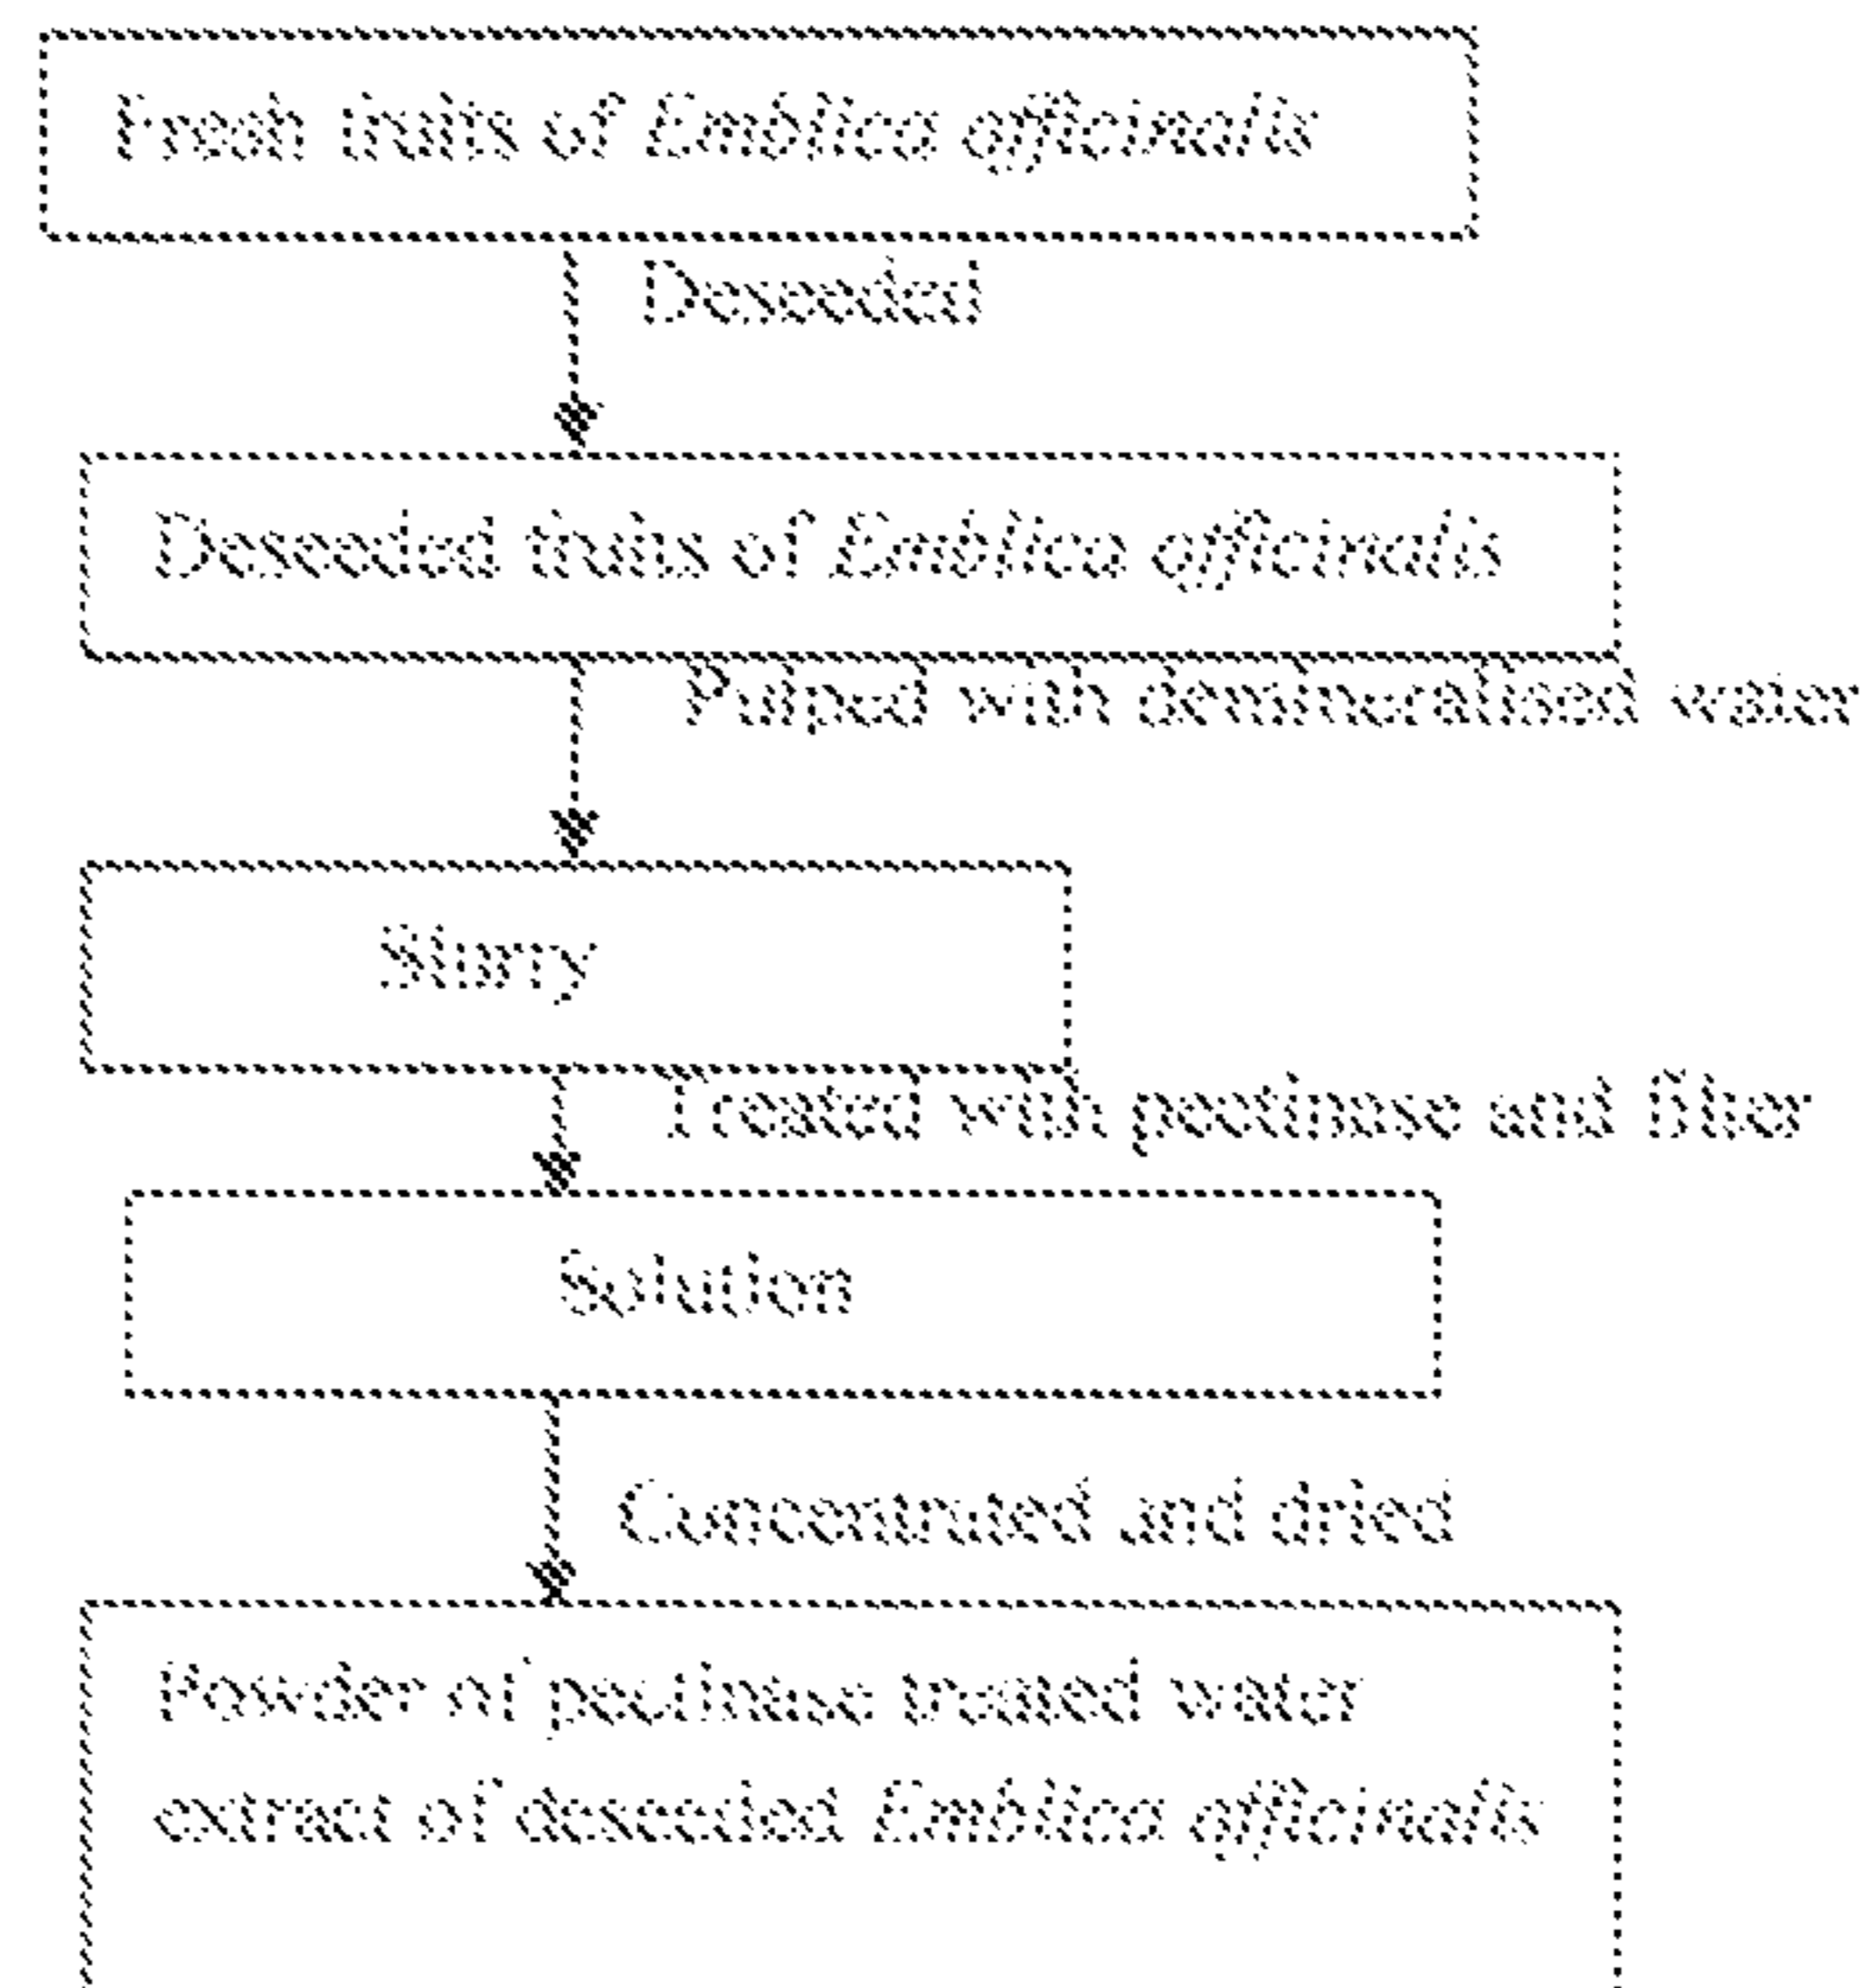 Fresh fruits of Emblica officinalis
Deseeded
Deseeded fruits of Emblica officinalis
Pulped with demineralised water
Slurry
Treated with pectinase and filter
Solution
Concentrated and dried
Powder of pectinase treated water
extract of deseeded Emblica officinalis